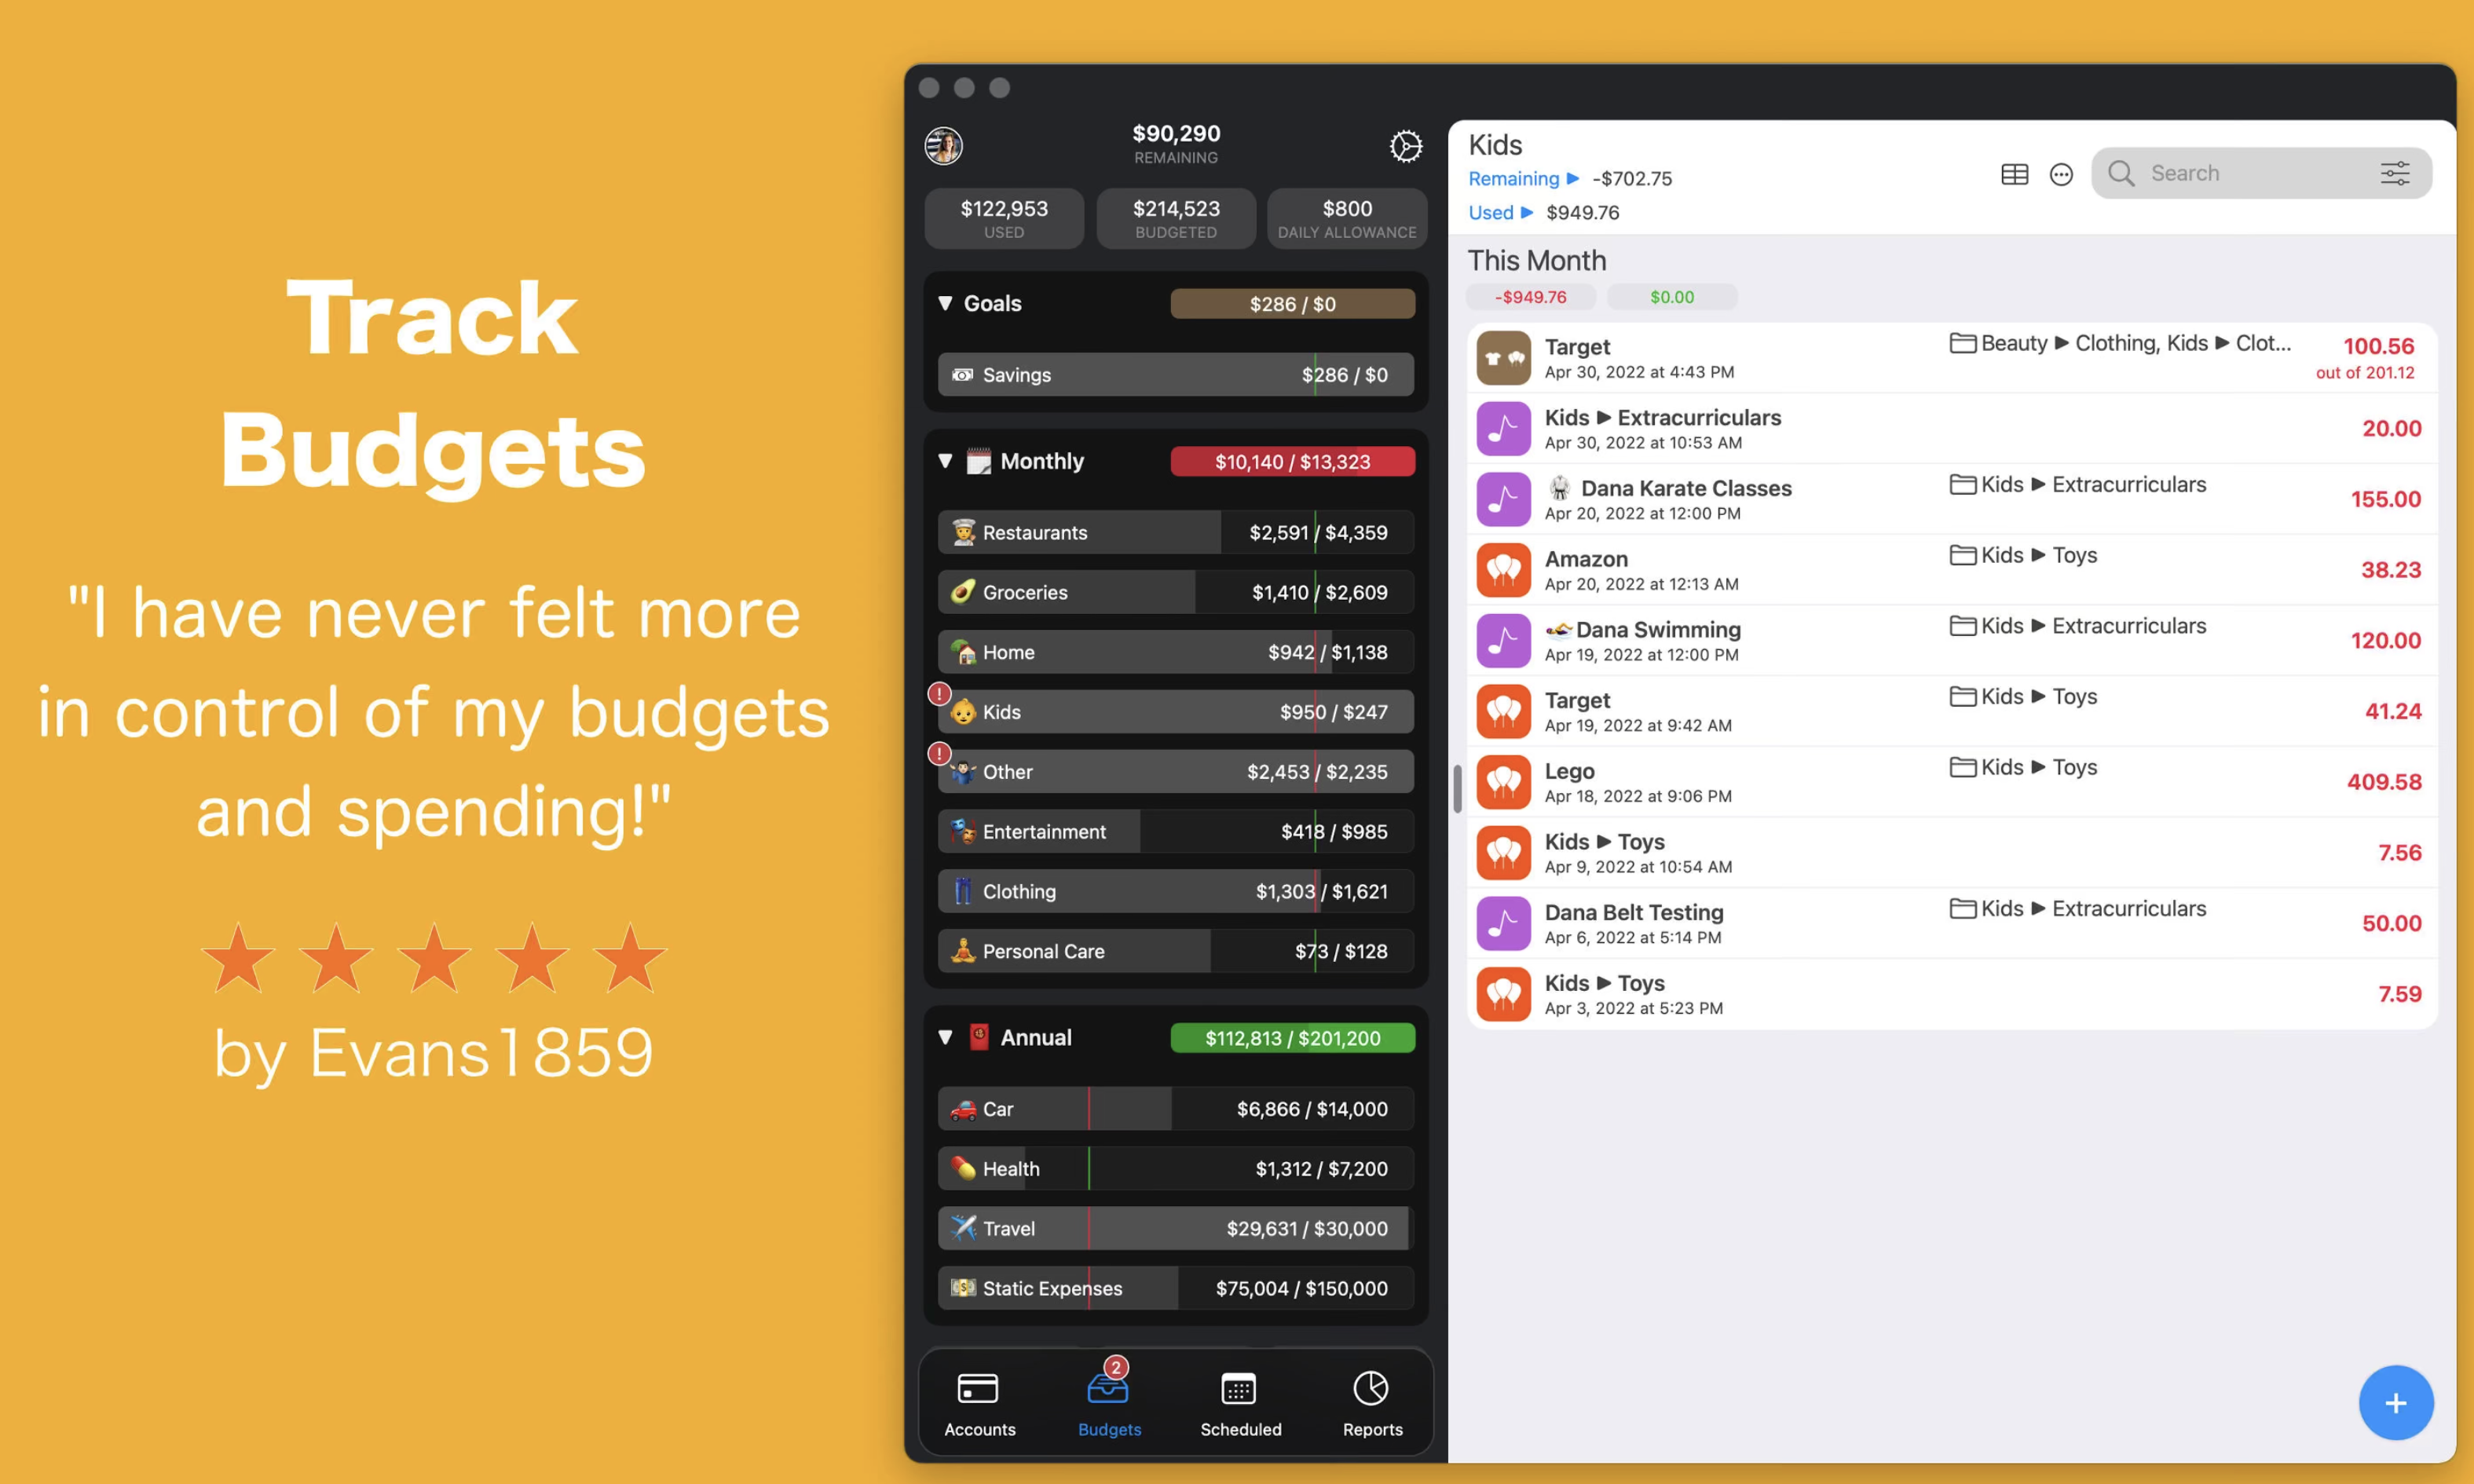 Track
Budgets
"I have never felt more
in control of my budgets
and spending!"
by Evans1859
$90,290
REMAINING
$122,953
USED
$214,523
BUDGETED
$800
DAILY ALLOWANCE
Goals
$286 / $0
Savings
$286 / $0
Monthly
$10,140 / $13,323
Restaurants
$2,591 / $4,359
Groceries
$1,410 / $2,609
Home
$942 / $1,138
!
Kids
$950 / $247
!
Other
$2,453 / $2,235
Entertainment
$418 / $985
Clothing
$1,303 / $1,621
Personal Care
$73 / $128
Annual
$112,813 / $201,200
Car
$6,866 / $14,000
Health
$1,312 / $7,200
Travel
$29,631 / $30,000
Static Expenses
$75,004 / $150,000
Accounts
2
Budgets
Scheduled
Reports
Kids
Remaining ▶ -$702.75
Used ▶ $949.76
Search
This Month
-$949.76
$0.00
Target
Apr 30, 2022 at 4:43 PM
Beauty ▶ Clothing, Kids ▶ Clot...
100.56
out of 201.12
Kids ▶ Extracurriculars
Apr 30, 2022 at 10:53 AM
20.00
Dana Karate Classes
Apr 20, 2022 at 12:00 PM
Kids ▶ Extracurriculars
155.00
Amazon
Apr 20, 2022 at 12:13 AM
Kids ▶ Toys
38.23
Dana Swimming
Apr 19, 2022 at 12:00 PM
Kids ▶ Extracurriculars
120.00
Target
Apr 19, 2022 at 9:42 AM
Kids ▶ Toys
41.24
Lego
Apr 18, 2022 at 9:06 PM
Kids ▶ Toys
409.58
Kids ▶ Toys
Apr 9, 2022 at 10:54 AM
7.56
Dana Belt Testing
Apr 6, 2022 at 5:14 PM
Kids ▶ Extracurriculars
50.00
Kids ▶ Toys
Apr 3, 2022 at 5:23 PM
7.59